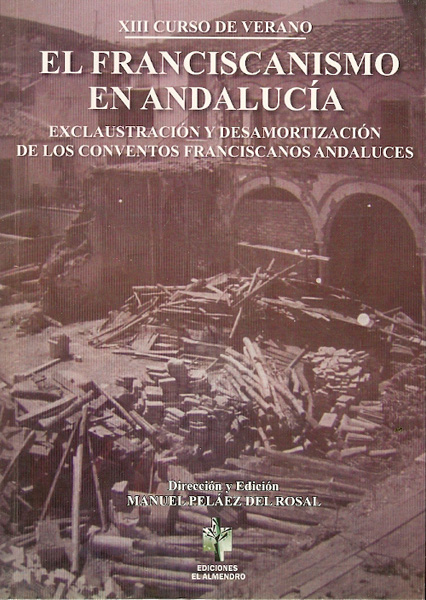 XIII CURSO DE VERANO
EL FRANCISCANISMO
EN ANDALUCÍA
EXCLAUSTRACIÓN Y DESAMORTIZACIÓN
DE LOS CONVENTOS FRANCISCANOS ANDALUCES
Dirección y Edición
MANUEL PELÁEZ DEL ROSAL
EDICIONES
EL ALMENDRO